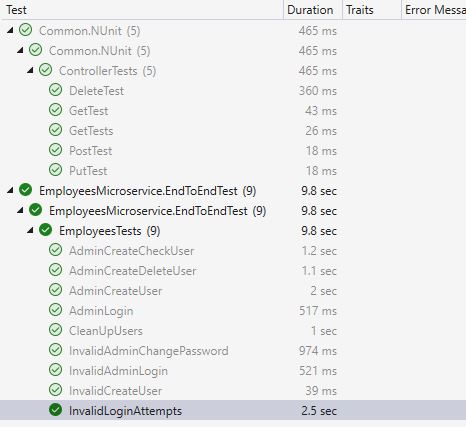 Test Duration Traits Error Messa
Common.NUnit (5) 465 ms
Common.NUnit (5) 465 ms
ControllerTests (5) 465 ms
DeleteTest 360 ms
GetTest 43 ms
GetTests 26 ms
PostTest 18 ms
PutTest 18 ms
EmployeesMicroservice.EndToEndTest (9) 9.8 sec
EmployeesMicroservice.EndToEndTest (9) 9.8 sec
EmployeesTests (9) 9.8 sec
AdminCreateCheckUser 1.2 sec
AdminCreateDeleteUser 1.1 sec
AdminCreateUser 2 sec
AdminLogin 517 ms
CleanUpUsers 1 sec
InvalidAdminChangePassword 974 ms
InvalidAdminLogin 521 ms
InvalidCreateUser 39 ms
InvalidLoginAttempts 2.5 sec